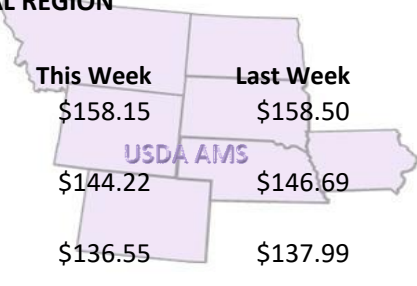 AL REGION
This Week Last Week
$158.15 $158.50
USDA AMS
$144.22 $146.69
$136.55 $137.99